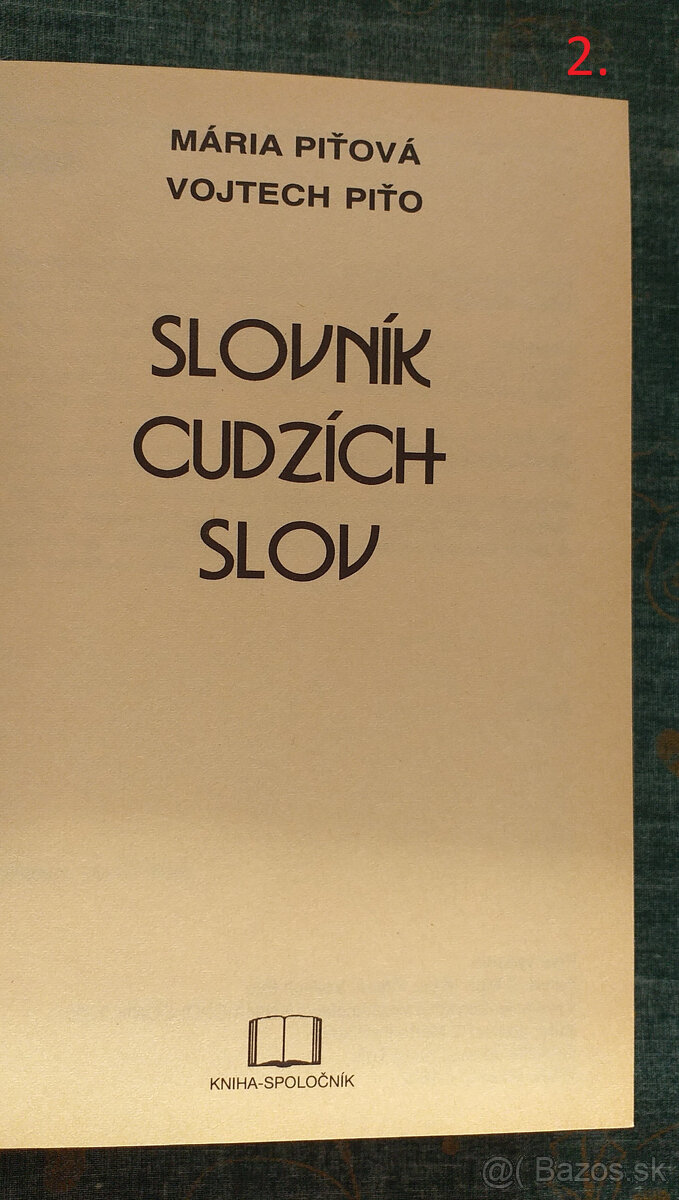 2.
MÁRIA PIŤOVÁ
VOJTECH PIŤO
SLOVNÍK
CUDZÍCH
SLOV
KNIHA-SPOLOČNÍK
@( Bazos.sk